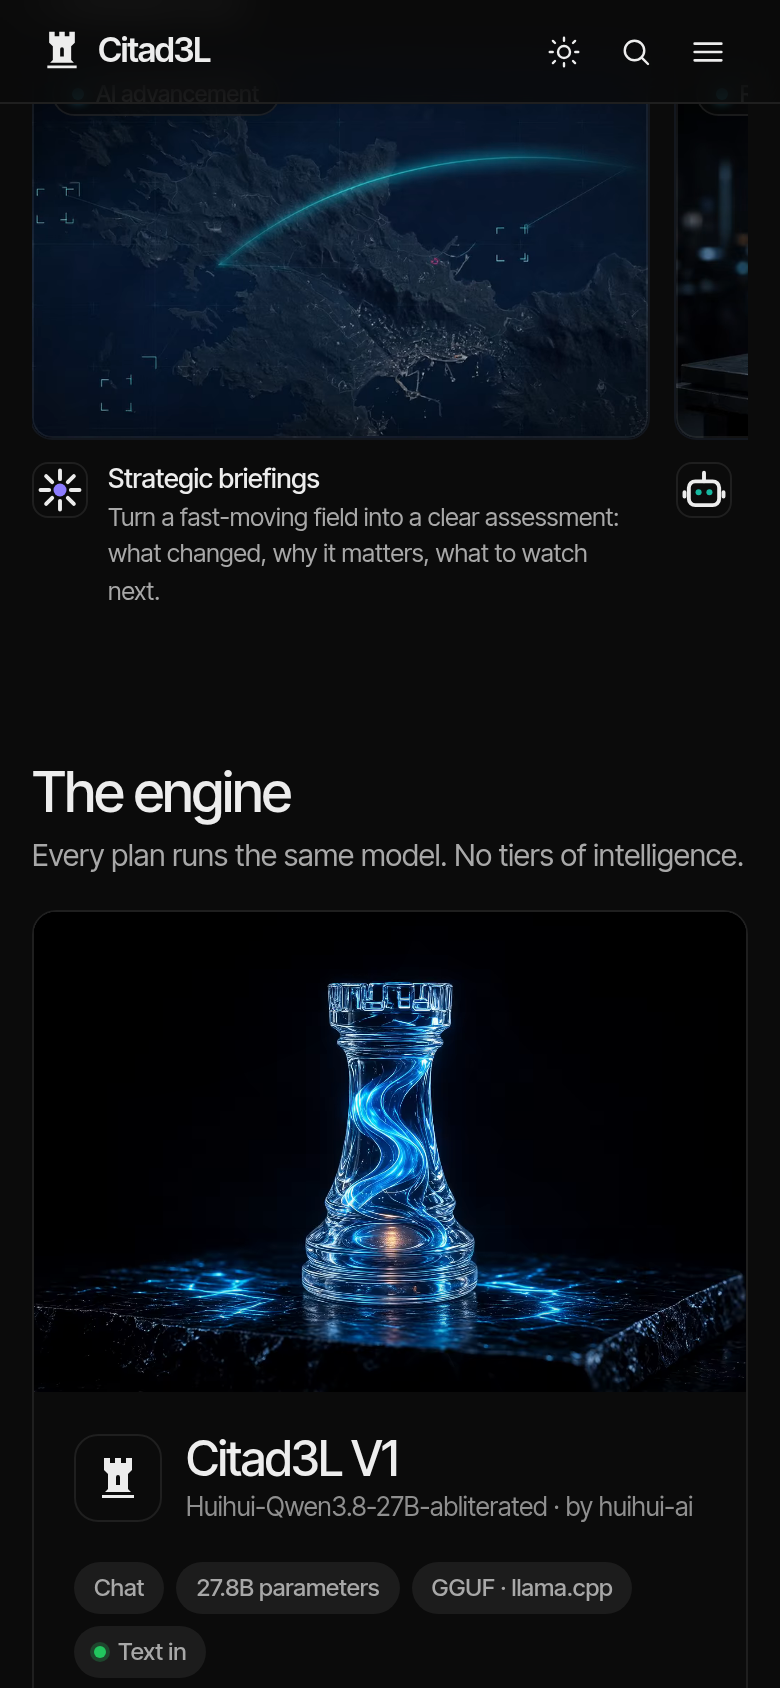 Citad3L
AI advancement
Strategic briefings
Turn a fast-moving field into a clear assessment:
what changed, why it matters, what to watch
next.
The engine
Every plan runs the same model. No tiers of intelligence.
Citad3L V1
Huihui-Qwen3.8-27B-abliterated · by huihui-ai
Chat
27.8B parameters
GGUF · llama.cpp
Text in